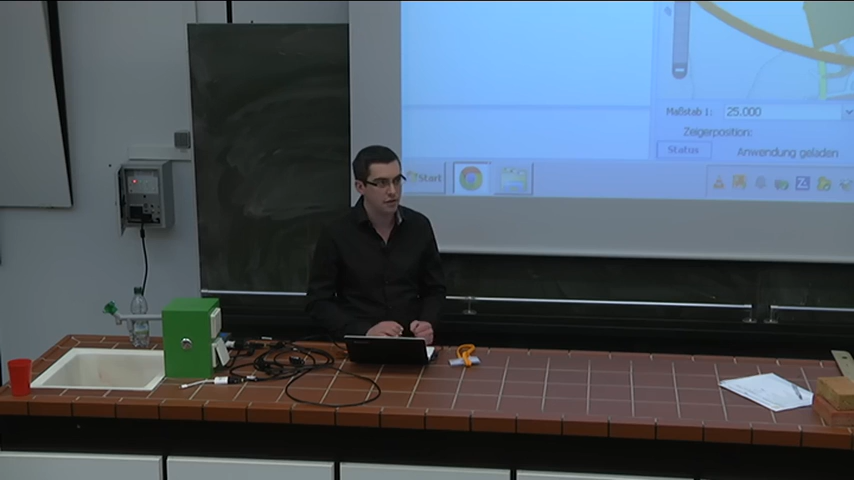 Maßstab 1: 25.000
Zeigerposition:
Status Anwendung geladen
Start